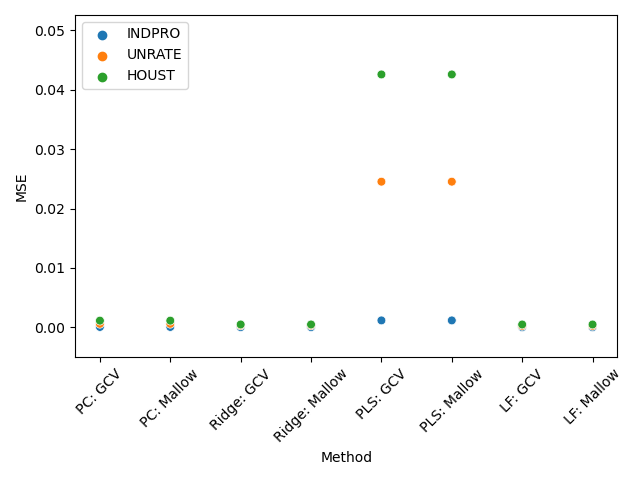 INDPRO
UNRATE
HOUST
0.05
0.04
0.03
0.02
0.01
0.00
MSE
PC: GCV
PC: Mallow
Ridge: GCV
Ridge: Mallow
PLS: GCV
PLS: Mallow
LF: GCV
LF: Mallow
Method